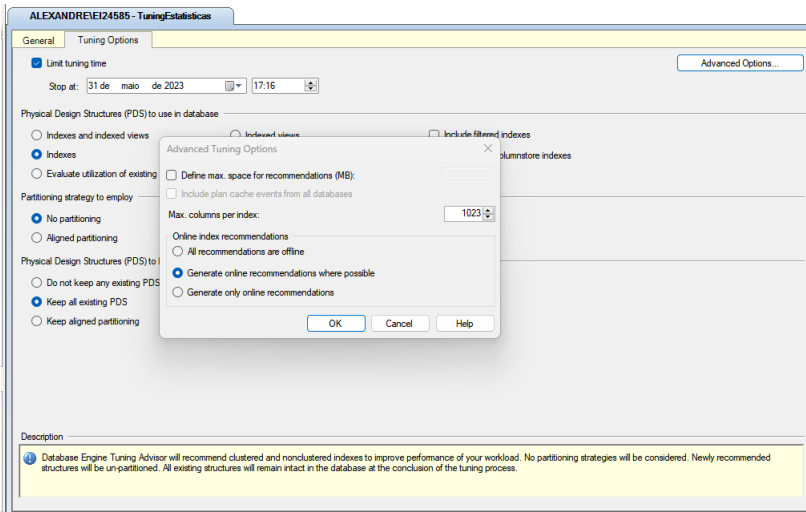 ALEXANDRE\EI24585 - TuningEstatisticas
General Tuning Options
Limit tuning time
Advanced Options...
Stop at: 31 de maio de 2023 17:16
Physical Design Structures (PDS) to use in database
Indexes and indexed views Indexed views Include filtered indexes
Advanced Tuning Options
Indexes columnstore indexes
Evaluate utilization of existing
Define max. space for recommendations (MB):
Include plan cache events from all databases
Partitioning strategy to employ
Max. columns per index: 1023
No partitioning
Online index recommendations
Aligned partitioning
All recommendations are offline
Physical Design Structures (PDS) to
Generate online recommendations where possible
Do not keep any existing PDS
Generate only online recommendations
Keep all existing PDS
Keep aligned partitioning
OK Cancel Help
Description
Database Engine Tuning Advisor will recommend clustered and nonclustered indexes to improve performance of your workload. No partitioning strategies will be considered. Newly recommended
structures will be un-partitioned. All existing structures will remain intact in the database at the conclusion of the tuning process.